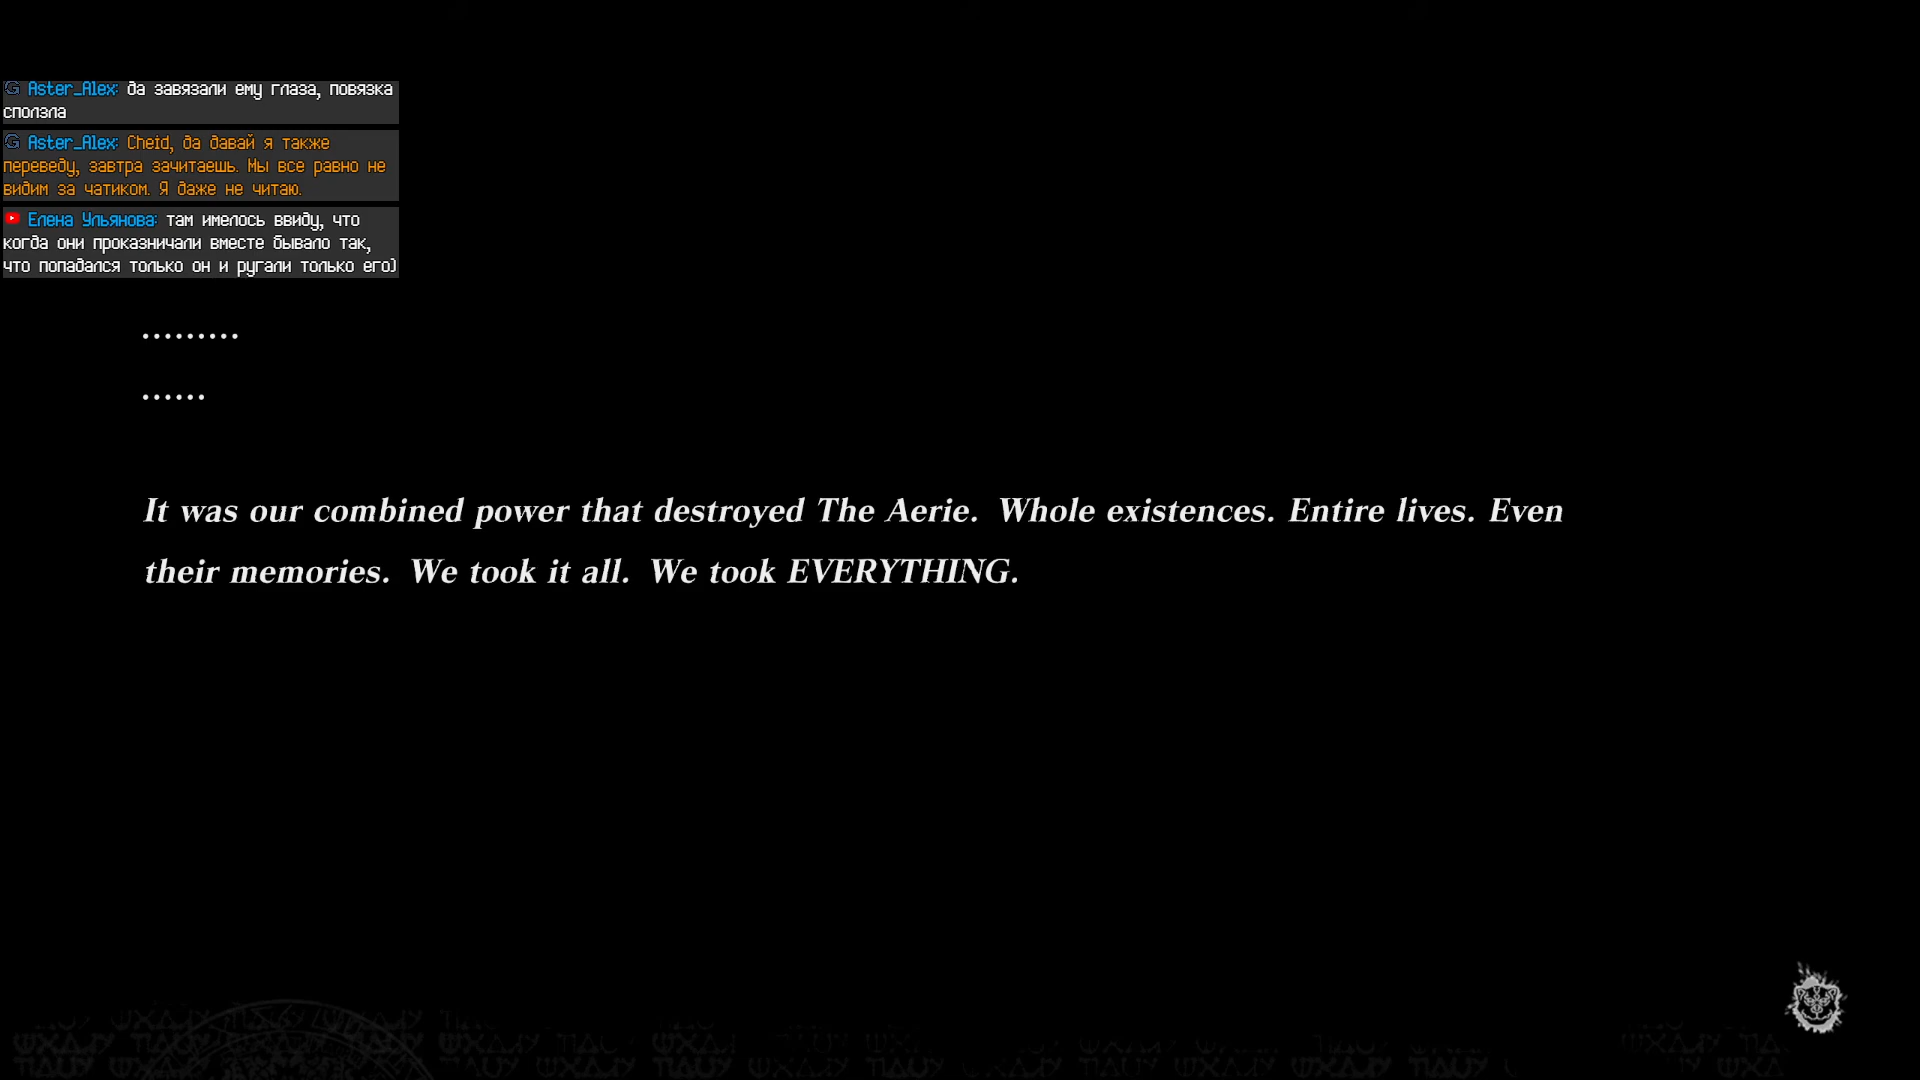 Aster_Alex: да завязали ему глаза, повязка
сползла
Aster_Alex: Cheid, да давай я также
переведу, завтра зачитаешь. Мы все равно не
видим за чатиком. Я даже не читаю.
Елена Ульянова: там имелось ввиду, что
когда они проказничали вместе бывало так,
что попадался только он и ругали только его)
.........
......
It was our combined power that destroyed The Aerie. Whole existences. Entire lives. Even
their memories. We took it all. We took EVERYTHING.